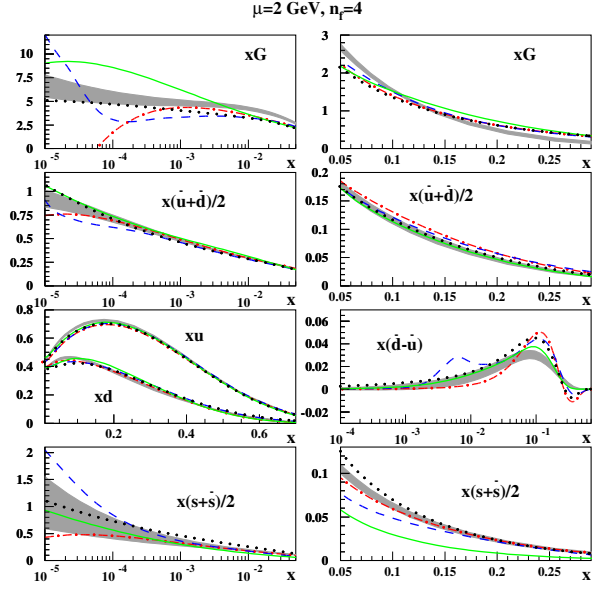 μ=2 GeV, n_f=4
xG
10
7.5
5
2.5
0
10⁻⁵ 10⁻⁴ 10⁻³ 10⁻² x
xG
3
2
1
0
0.05 0.1 0.15 0.2 0.25 x
x(ū+d̄)/2
1
0.75
0.5
0.25
0
10⁻⁵ 10⁻⁴ 10⁻³ 10⁻² x
x(ū+d̄)/2
0.2
0.15
0.1
0.05
0
0.05 0.1 0.15 0.2 0.25 x
xu
xd
0.8
0.6
0.4
0.2
0
0.2 0.4 0.6 x
x(d̄-ū)
0.06
0.04
0.02
0
-0.02
10⁻⁴ 10⁻³ 10⁻² 10⁻¹ x
x(s+s̄)/2
2
1.5
1
0.5
0
10⁻⁵ 10⁻⁴ 10⁻³ 10⁻² x
x(s+s̄)/2
0.1
0.05
0
0.05 0.1 0.15 0.2 0.25 x